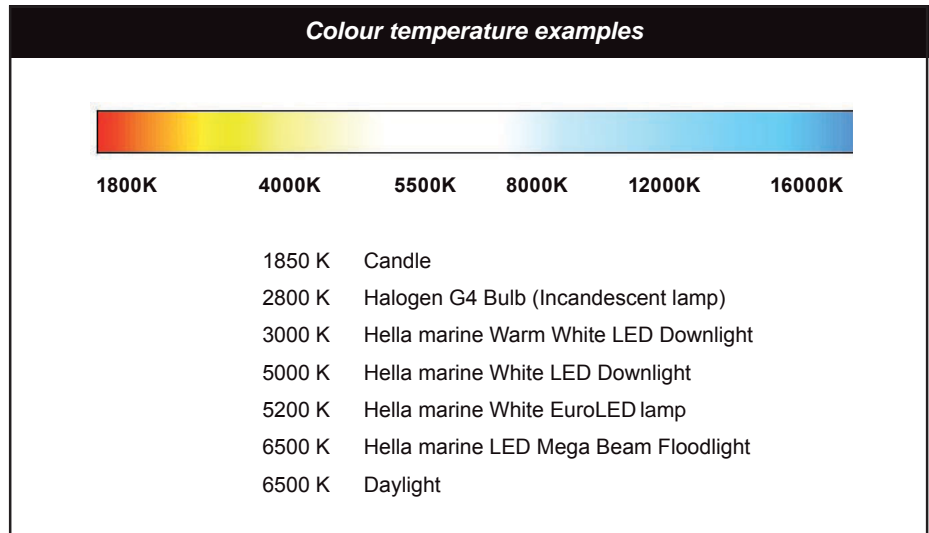 Colour temperature examples
1800K 4000K 5500K 8000K 12000K 16000K
1850 K Candle
2800 K Halogen G4 Bulb (Incandescent lamp)
3000 K Hella marine Warm White LED Downlight
5000 K Hella marine White LED Downlight
5200 K Hella marine White EuroLED lamp
6500 K Hella marine LED Mega Beam Floodlight
6500 K Daylight